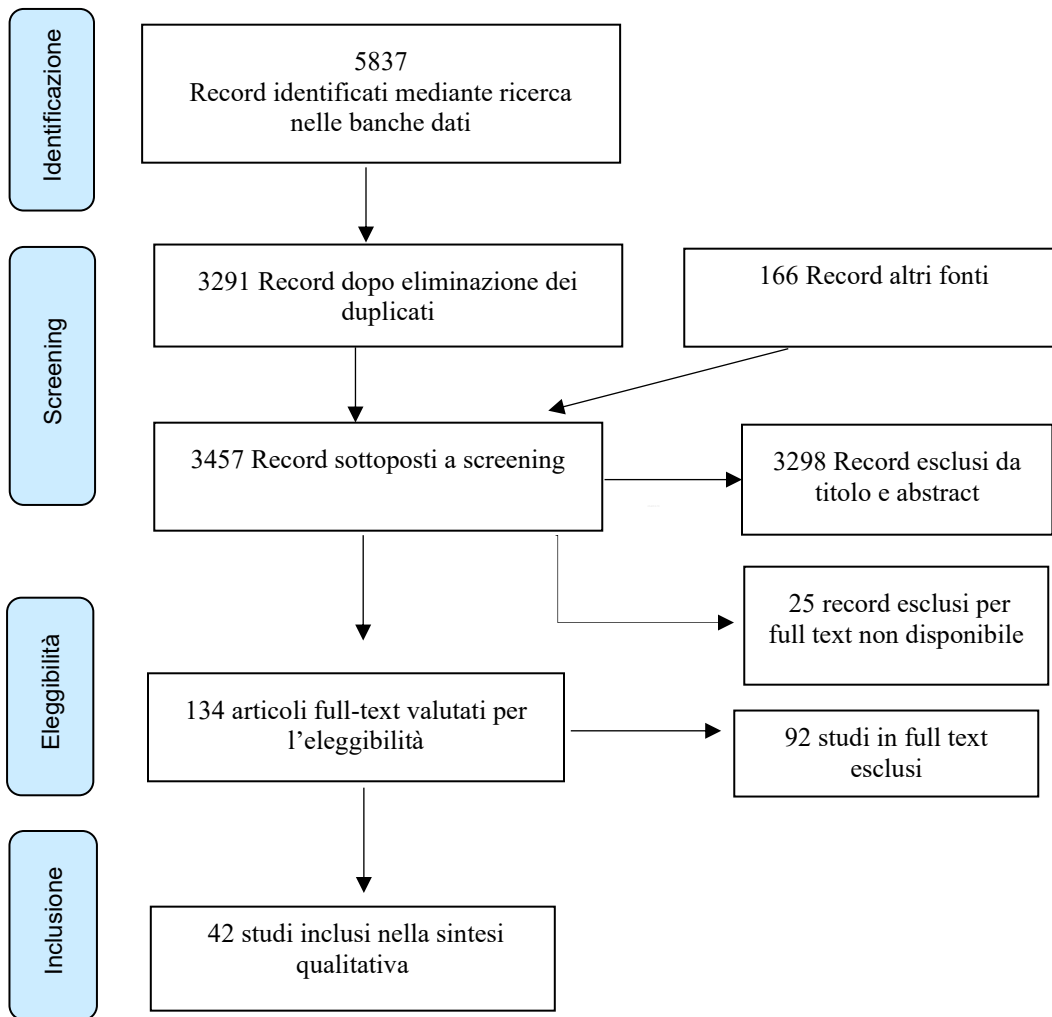 Identificazione
5837
Record identificati mediante ricerca
nelle banche dati
Screening
3291 Record dopo eliminazione dei
duplicati
166 Record altri fonti
3457 Record sottoposti a screening
3298 Record esclusi da
titolo e abstract
25 record esclusi per
full text non disponibile
Eleggibilità
134 articoli full-text valutati per
l’eleggibilità
92 studi in full text
esclusi
Inclusione
42 studi inclusi nella sintesi
qualitativa